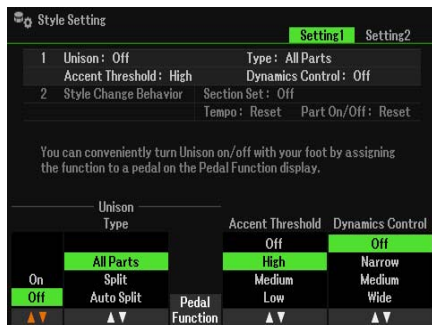 Style Setting
Setting1 Setting2
1 Unison: Off Type: All Parts
Accent Threshold: High Dynamics Control: Off
2 Style Change Behavior Section Set: Off
Tempo: Reset Part On/Off: Reset
You can conveniently turn Unison on/off with your foot by assigning
the function to a pedal on the Pedal Function display.
Unison
Type Accent Threshold Dynamics Control
Off Off
All Parts High Narrow
On Split Medium Medium
Off Auto Split Low Wide
Pedal
Function